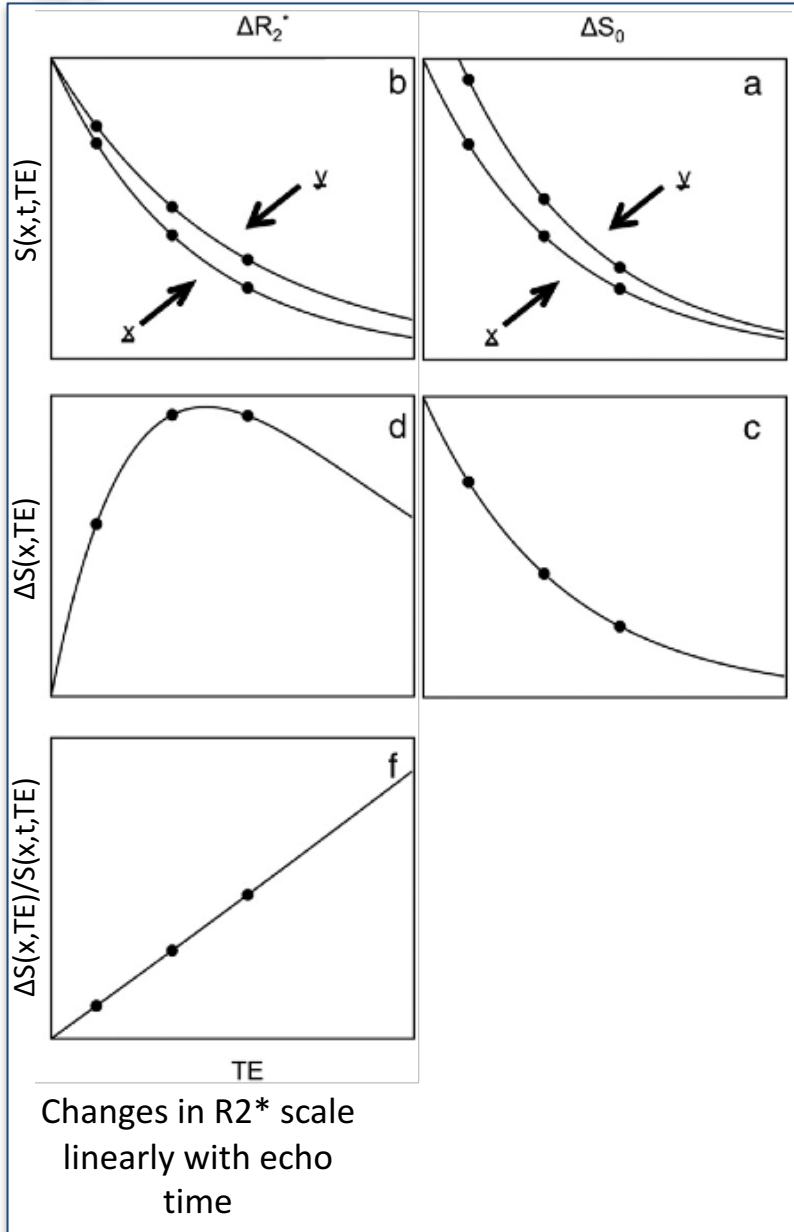 ΔR₂* ΔS₀
S(x,t,TE)
b
y
x
a
y
x
ΔS(x,TE)
d
c
ΔS(x,TE)/S(x,t,TE)
f
TE
Changes in R2* scale
linearly with echo
time